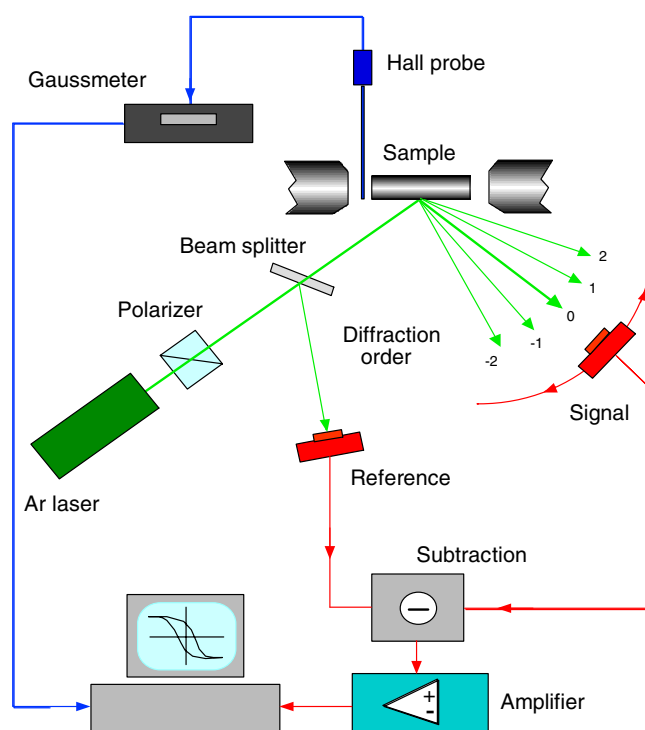 Hall probe
Gaussmeter
Sample
Beam splitter
2
1
0
-1
-2
Polarizer
Diffraction
order
Signal
Ar laser
Reference
Subtraction
−
Amplifier
+
-